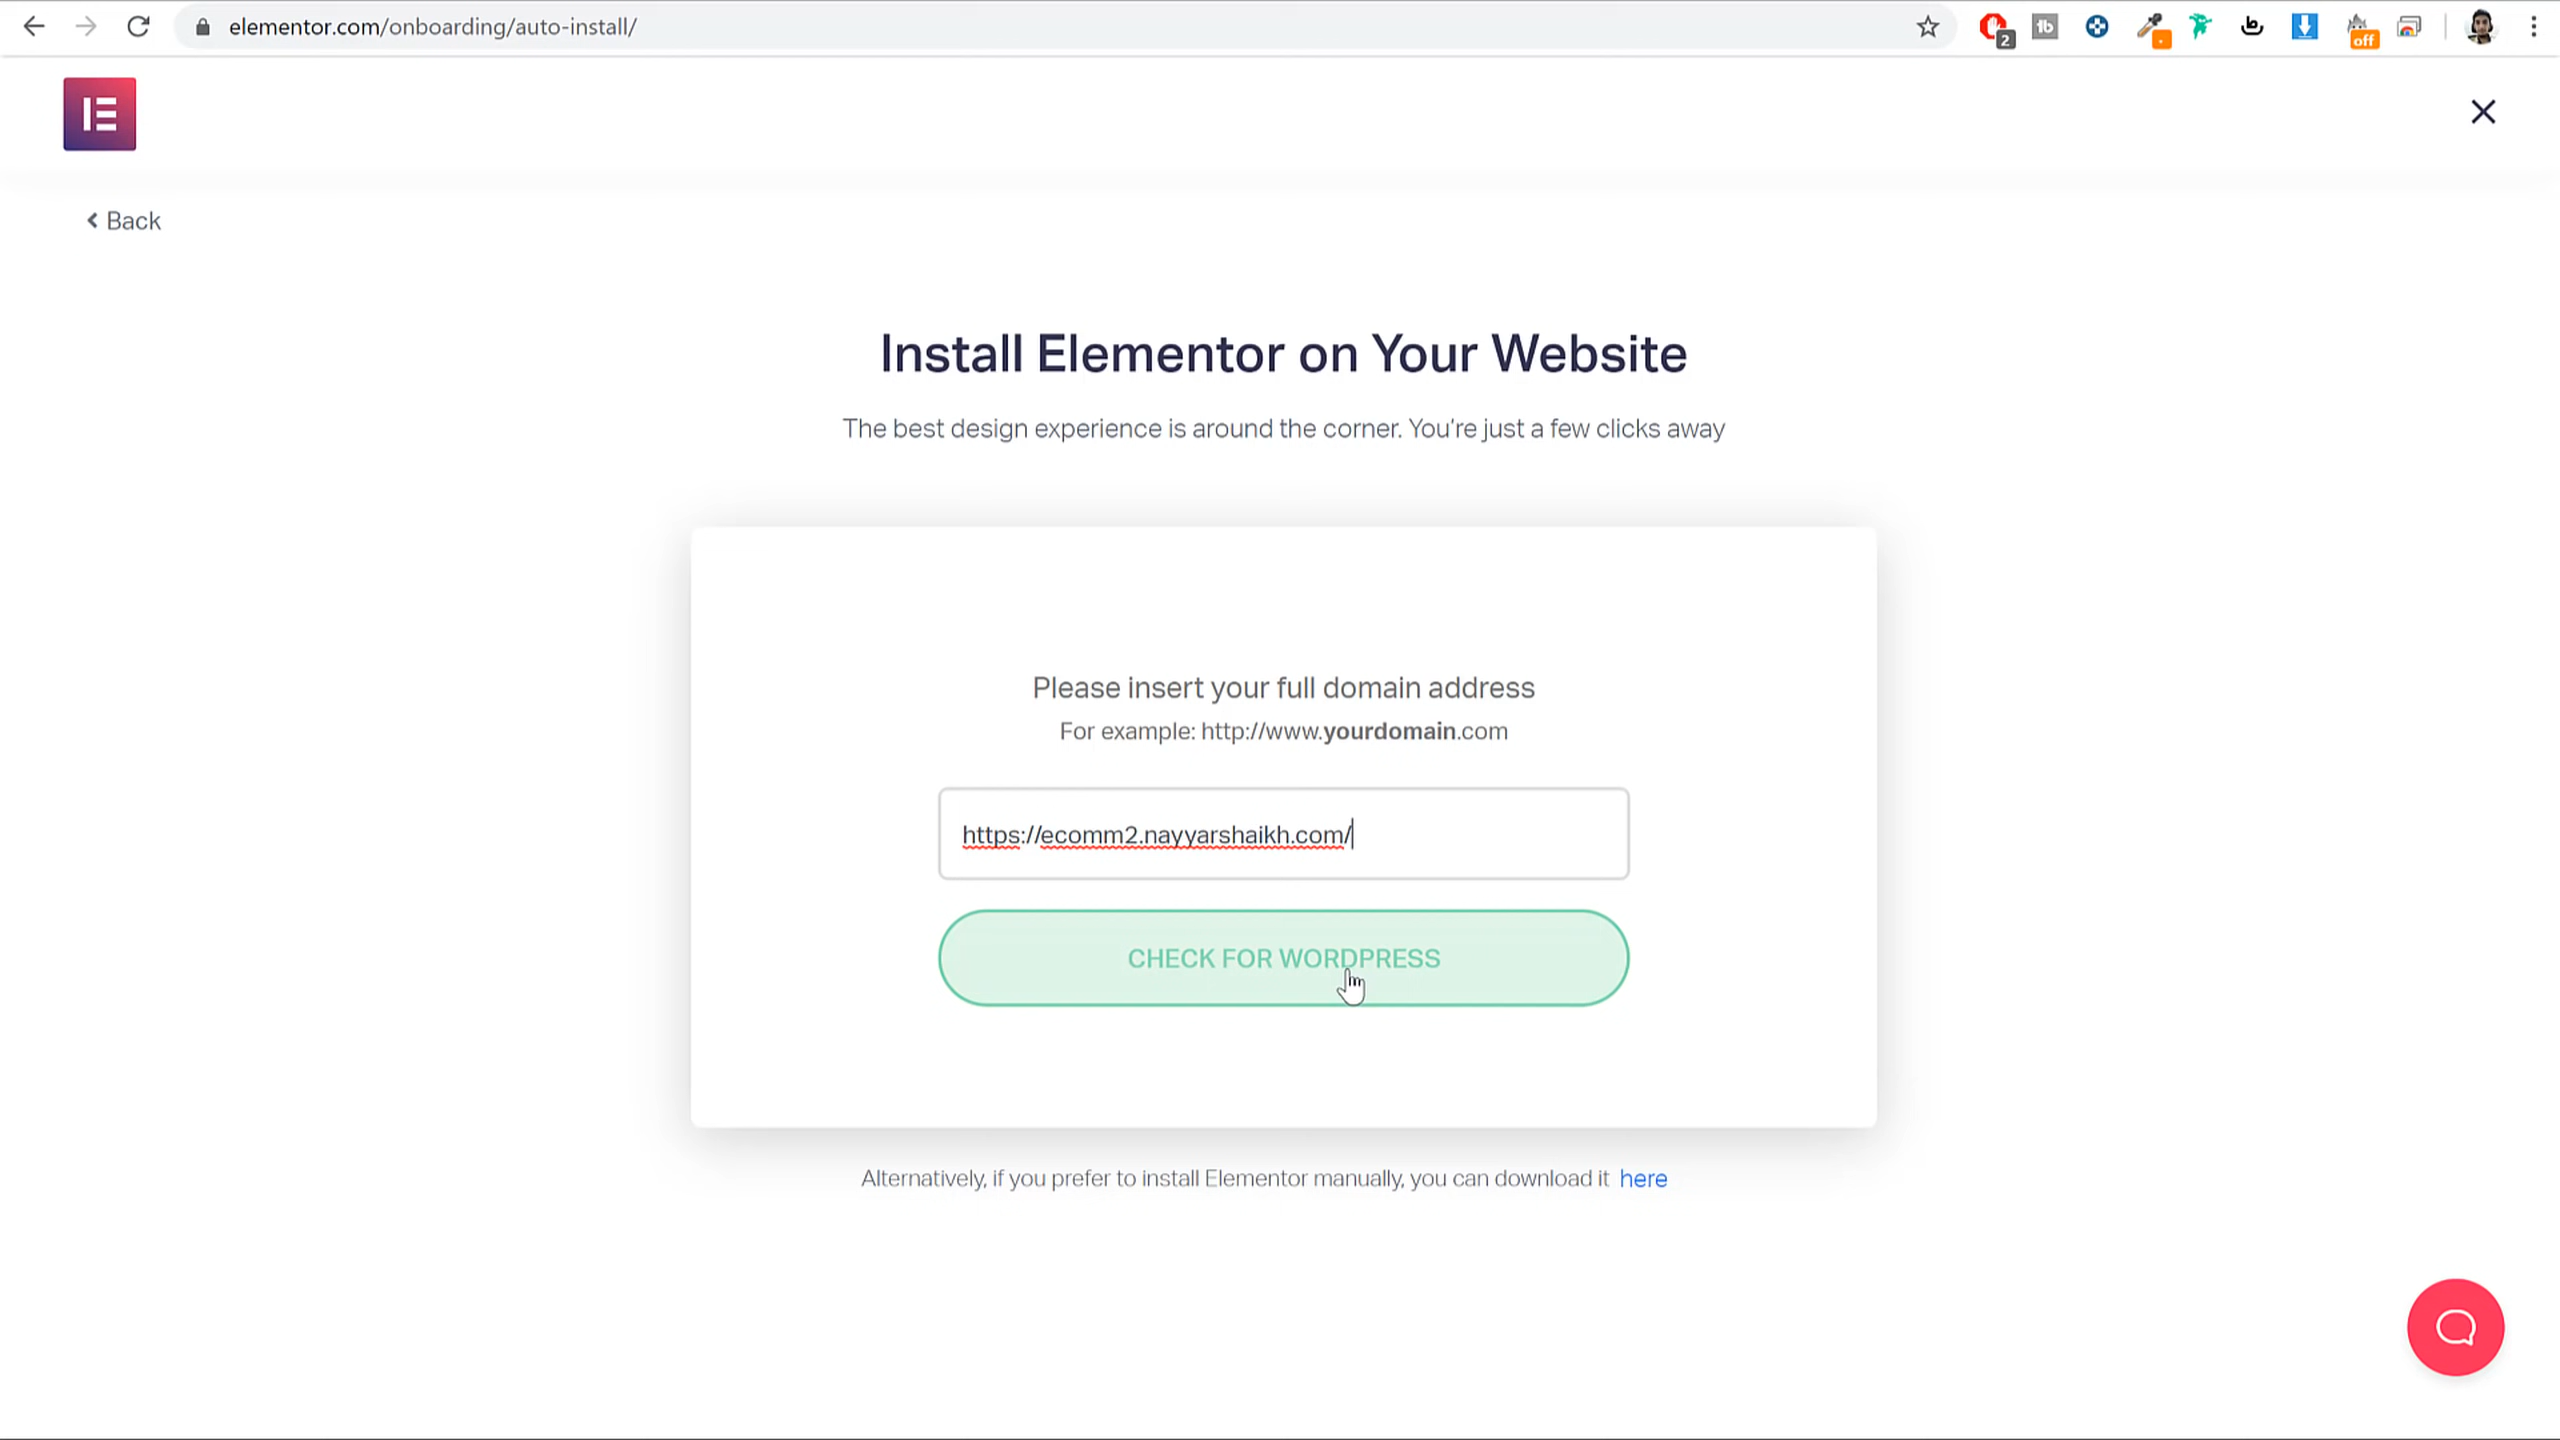 elementor.com/onboarding/auto-install/
2
off
Back
Install Elementor on Your Website
The best design experience is around the corner. You're just a few clicks away
Please insert your full domain address
For example: http://www.yourdomain.com
https://ecomm2.nayyarshaikh.com/
CHECK FOR WORDPRESS
Alternatively, if you prefer to install Elementor manually, you can download it here